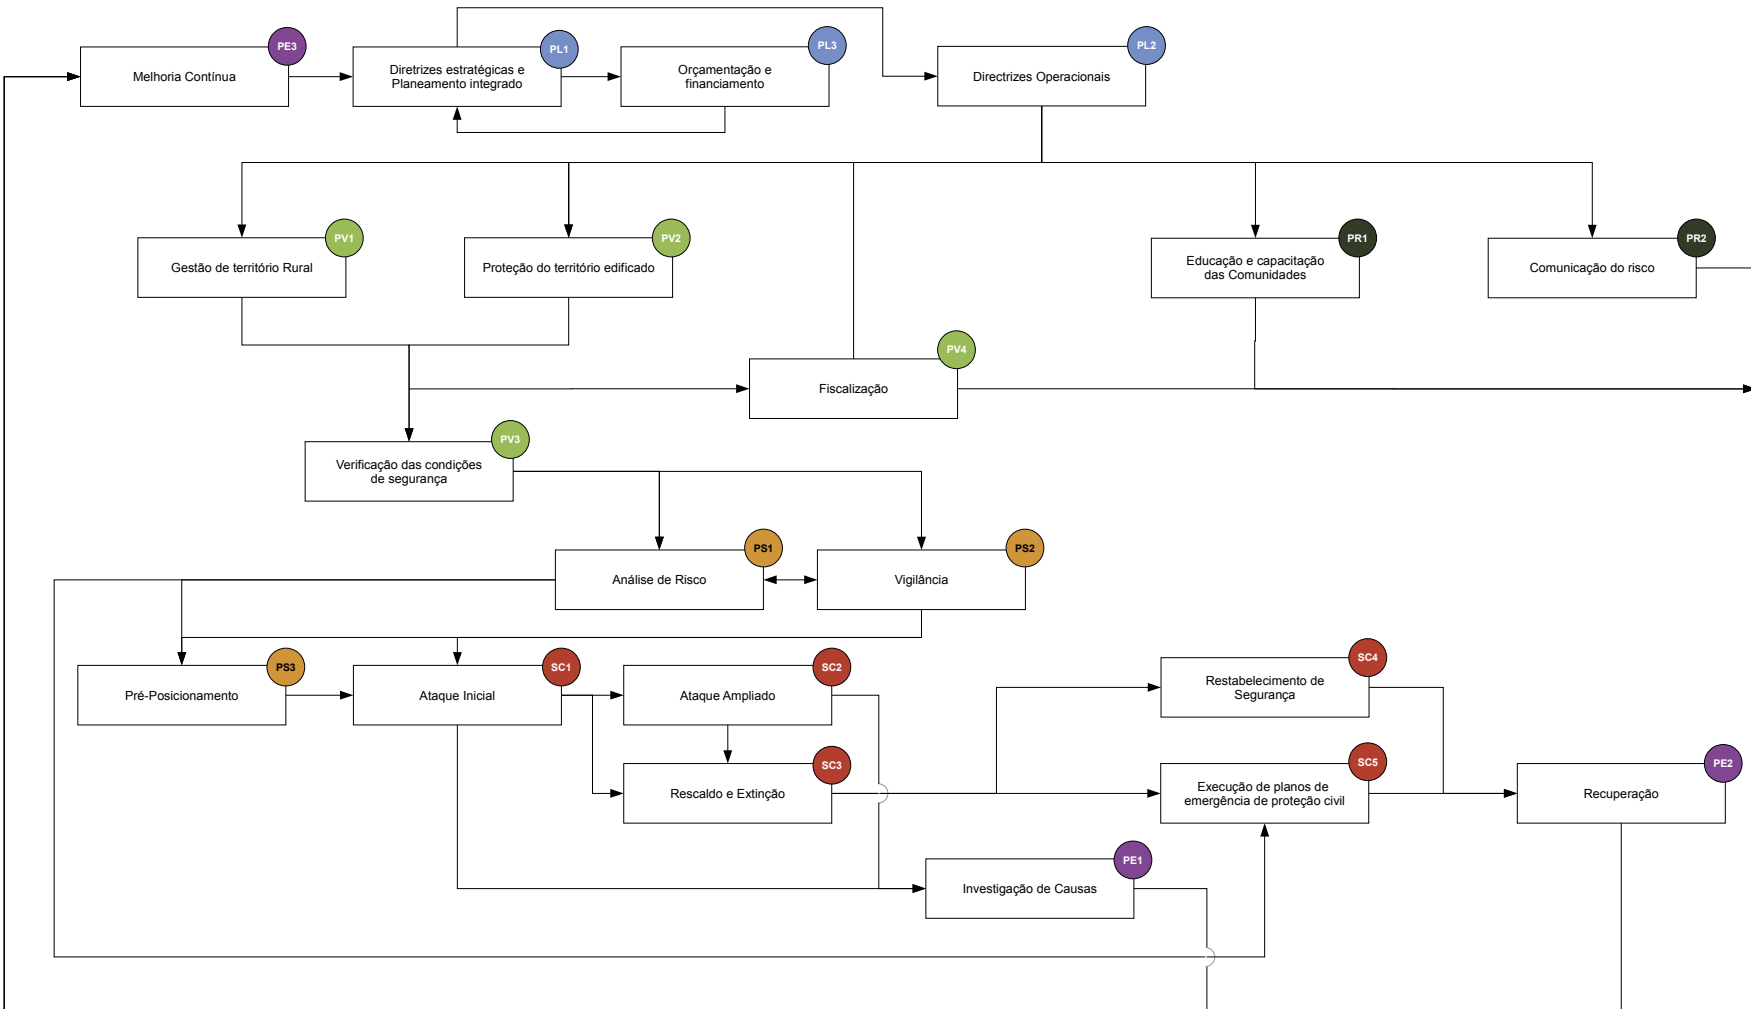 PE3
Melhoria Contínua
PL1
Diretrizes estratégicas e
Planeamento integrado
PL3
Orçamentação e
financiamento
PL2
Directrizes Operacionais
PV1
Gestão de território Rural
PV2
Proteção do território edificado
PR1
Educação e capacitação
das Comunidades
PR2
Comunicação do risco
PV4
Fiscalização
PV3
Verificação das condições
de segurança
PS1
Análise de Risco
PS2
Vigilância
PS3
Pré-Posicionamento
SC1
Ataque Inicial
SC2
Ataque Ampliado
SC4
Restabelecimento de
Segurança
SC3
Rescaldo e Extinção
SC5
Execução de planos de
emergência de proteção civil
PE2
Recuperação
PE1
Investigação de Causas